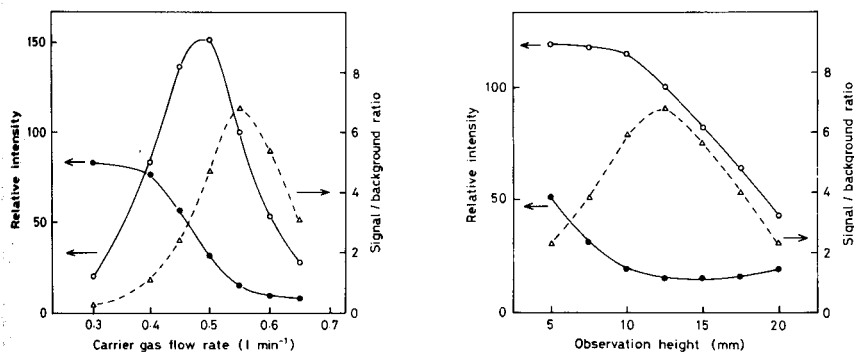 150
100
50
0
Relative intensity
8
6
4
2
0
Signal/background ratio
0·3 0·4 0·5 0·6 0·7
Carrier gas flow rate (l min⁻¹)
100
50
0
Relative intensity
8
6
4
2
0
Signal/background ratio
5 10 15 20
Observation height (mm)